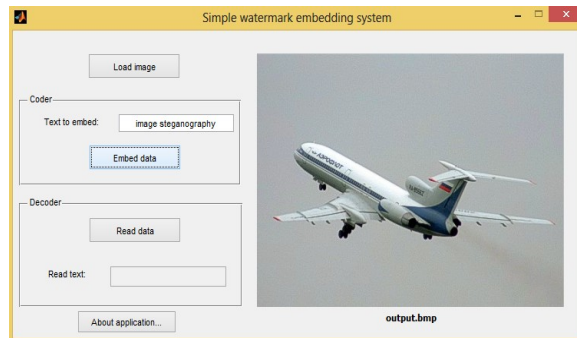 Simple watermark embedding system
Load image
Coder
Text to embed: image steganography
Embed data
Decoder
Read data
Read text:
About application...
АЭРОФЛОТ
output.bmp